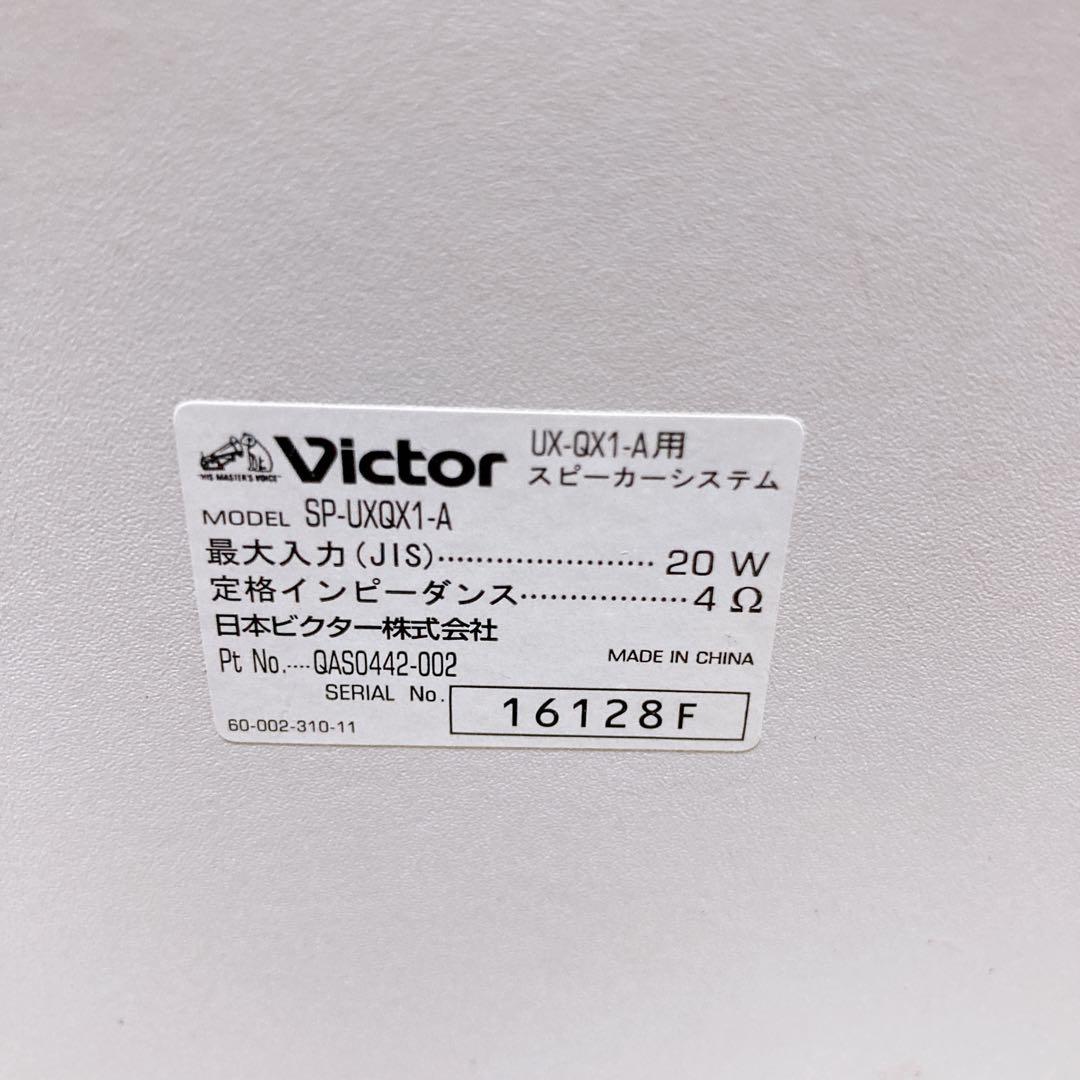 Victor
"HIS MASTER'S VOICE"
UX-QX1-A用
スピーカーシステム
MODEL SP-UXQX1-A
最大入力(JIS)..................... 20 W
定格インピーダンス.................4 Ω
日本ビクター株式会社
Pt No.....QAS0442-002
MADE IN CHINA
SERIAL No. 16128F
60-002-310-11